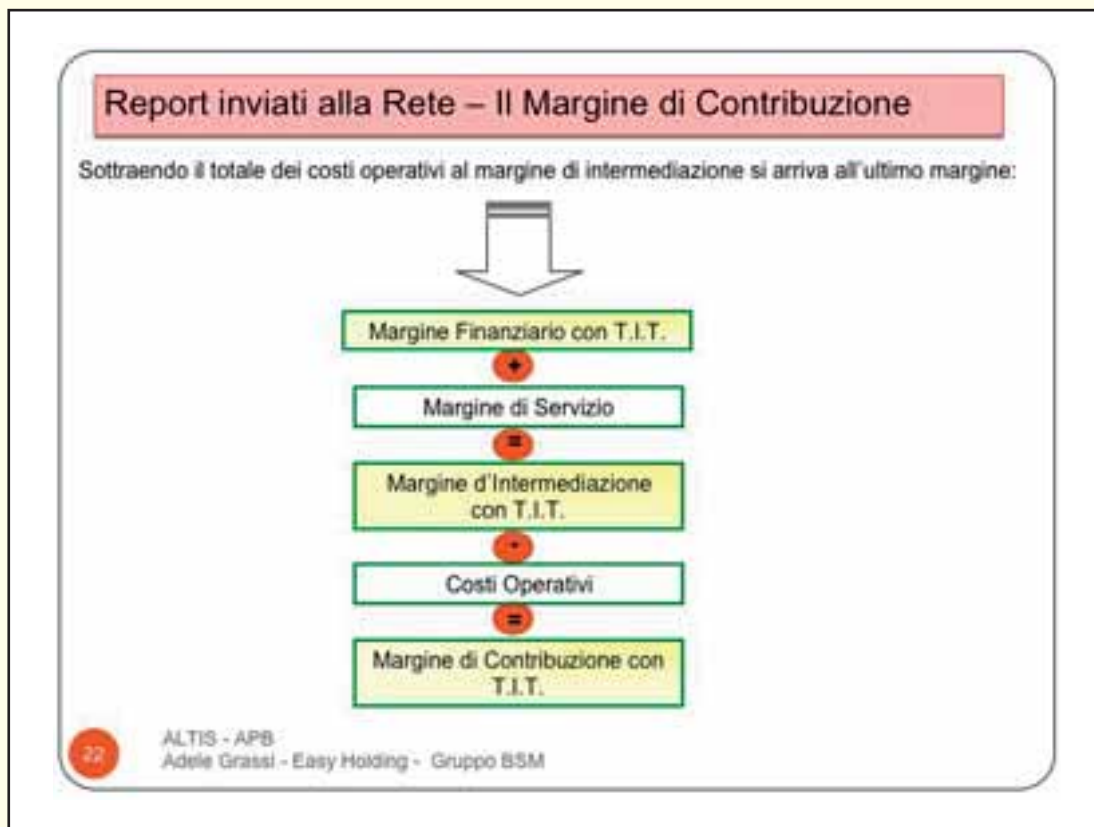 Report inviati alla Rete – Il Margine di Contribuzione
Sottraendo il totale dei costi operativi al margine di intermediazione si arriva all'ultimo margine:
Margine Finanziario con T.I.T.
+
Margine di Servizio
=
Margine d'Intermediazione
con T.I.T.
-
Costi Operativi
=
Margine di Contribuzione con
T.I.T.
22
ALTIS - APB
Adele Grassi - Easy Holding - Gruppo BSM